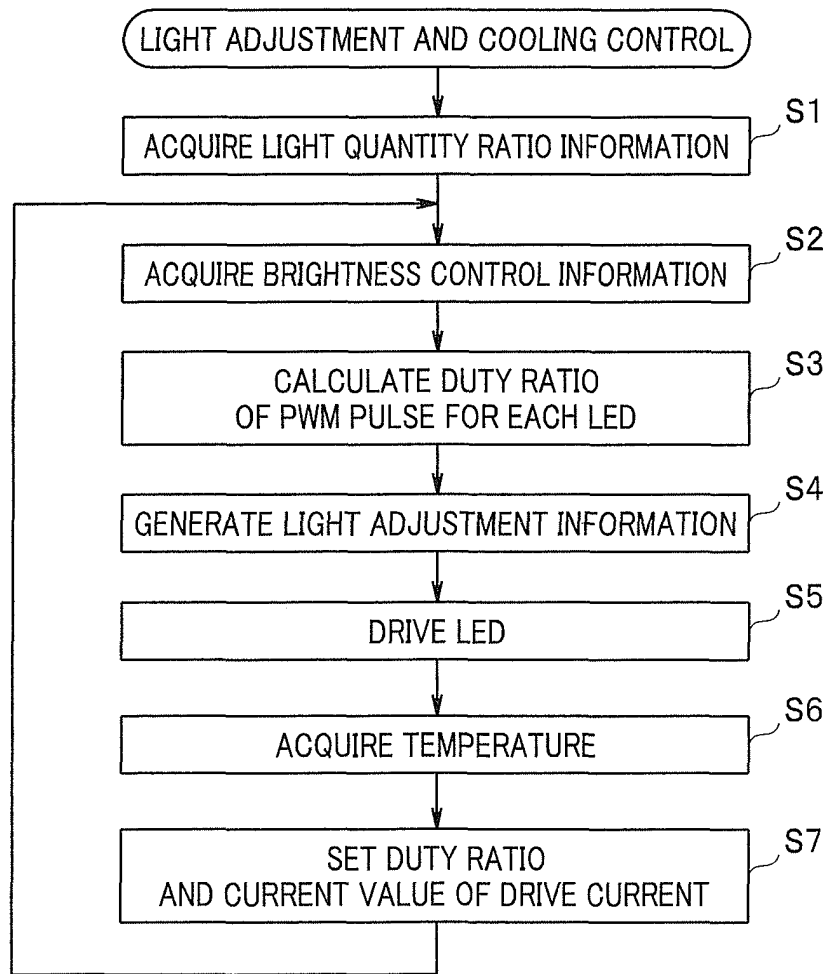 LIGHT ADJUSTMENT AND COOLING CONTROL
S1
ACQUIRE LIGHT QUANTITY RATIO INFORMATION
S2
ACQUIRE BRIGHTNESS CONTROL INFORMATION
S3
CALCULATE DUTY RATIO
OF PWM PULSE FOR EACH LED
S4
GENERATE LIGHT ADJUSTMENT INFORMATION
S5
DRIVE LED
S6
ACQUIRE TEMPERATURE
S7
SET DUTY RATIO
AND CURRENT VALUE OF DRIVE CURRENT